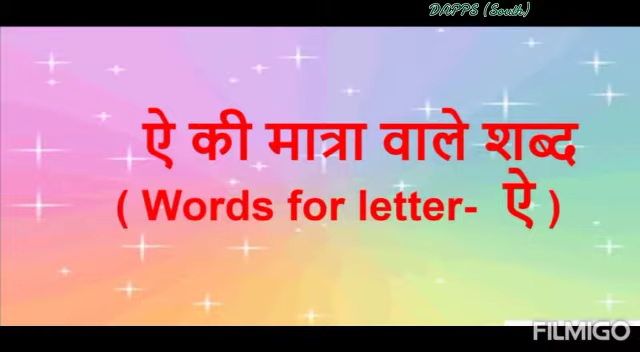 DAPPS (South)
ऐ की मात्रा वाले शब्द
( Words for letter- ऐ )
FILMIGO